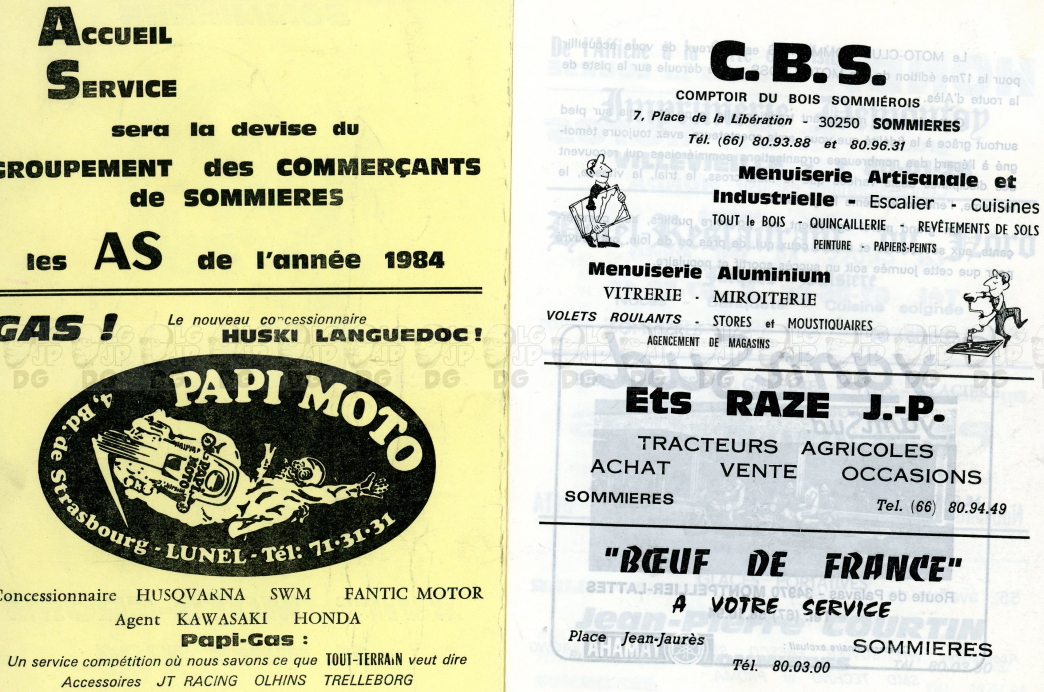 ACCUEIL
SERVICE
sera la devise du
GROUPEMENT des COMMERÇANTS
de SOMMIERES
les AS de l'année 1984
GAS !
Le nouveau concessionnaire
HUSKI LANGUEDOC !
PAPI MOTO
4, Bd. de Strasbourg - LUNEL - Tél: 71.31.31
Concessionnaire HUSQVARNA SWM FANTIC MOTOR
Agent KAWASAKI HONDA
Papi-Gas :
Un service compétition où nous savons ce que TOUT-TERRAIN veut dire
Accessoires JT RACING OLHINS TRELLEBORG
C.B.S.
COMPTOIR DU BOIS SOMMIÉROIS
7, Place de la Libération - 30250 SOMMIÈRES
Tél. (66) 80.93.88 et 80.96.31
Menuiserie Artisanale et
Industrielle - Escalier - Cuisines
TOUT le BOIS - QUINCAILLERIE - REVÊTEMENTS DE SOLS
PEINTURE - PAPIERS-PEINTS
Menuiserie Aluminium
VITRERIE - MIROITERIE
VOLETS ROULANTS - STORES et MOUSTIQUAIRES
AGENCEMENT DE MAGASINS
Ets RAZE J.-P.
TRACTEURS AGRICOLES
ACHAT VENTE OCCASIONS
SOMMIERES
Tel. (66) 80.94.49
"BŒUF DE FRANCE"
A VOTRE SERVICE
Place Jean-Jaurès
SOMMIERES
Tél. 80.03.00